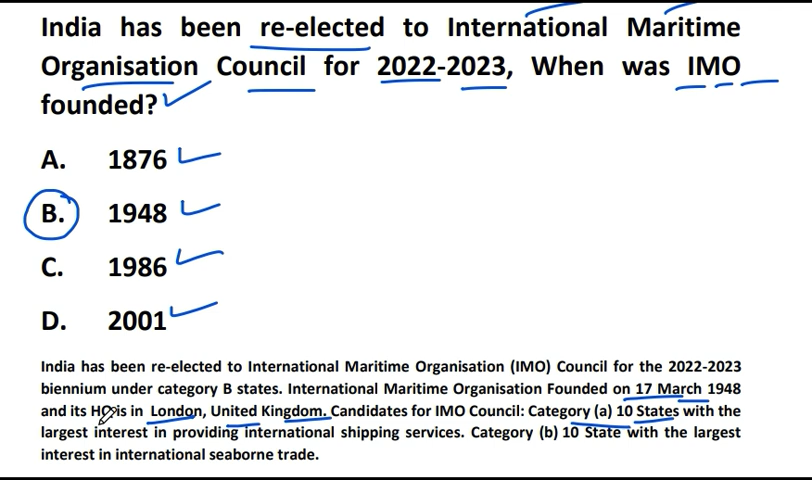 India has been re-elected to International Maritime
Organisation Council for 2022-2023, When was IMO
founded?
A. 1876
B. 1948
C. 1986
D. 2001
India has been re-elected to International Maritime Organisation (IMO) Council for the 2022-2023
biennium under category B states. International Maritime Organisation Founded on 17 March 1948
and its HQ is in London, United Kingdom. Candidates for IMO Council: Category (a) 10 States with the
largest interest in providing international shipping services. Category (b) 10 State with the largest
interest in international seaborne trade.